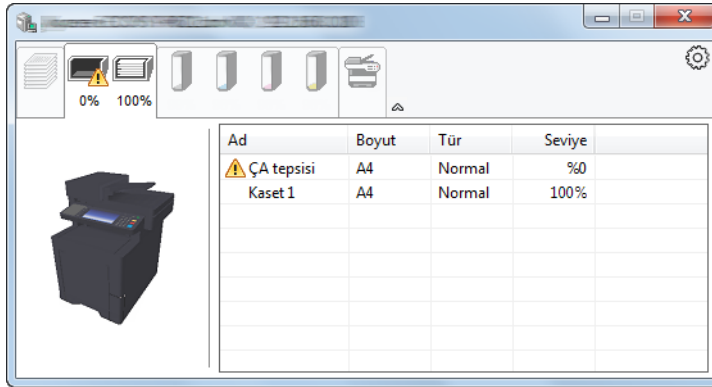 0% 100%
Ad Boyut Tür Seviye
ÇA tepsisi A4 Normal %0
Kaset 1 A4 Normal 100%